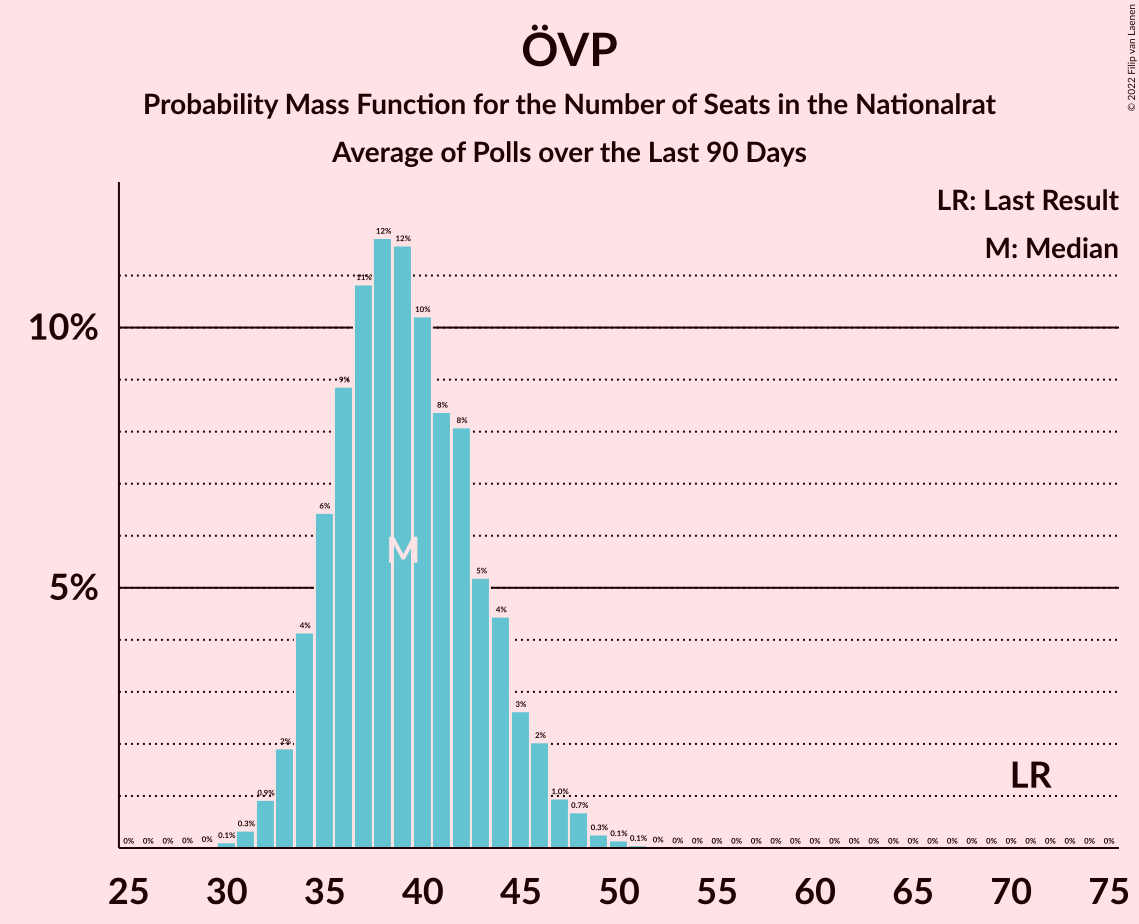 ÖVP
Probability Mass Function for the Number of Seats in the Nationalrat
Average of Polls over the Last 90 Days
© 2022 Filip van Laenen
LR: Last Result
M: Median
12%
12%
11%
10%
10%
9%
8%
8%
6%
M
5%
5%
4%
4%
3%
2%
2%
LR
0.9%
1.0%
0.7%
0% 0% 0% 0% 0% 0.1% 0.3% 0.3% 0.1% 0.1% 0% 0% 0% 0% 0% 0% 0% 0% 0% 0% 0% 0% 0% 0% 0% 0% 0% 0% 0% 0% 0% 0% 0% 0%
25 30 35 40 45 50 55 60 65 70 75